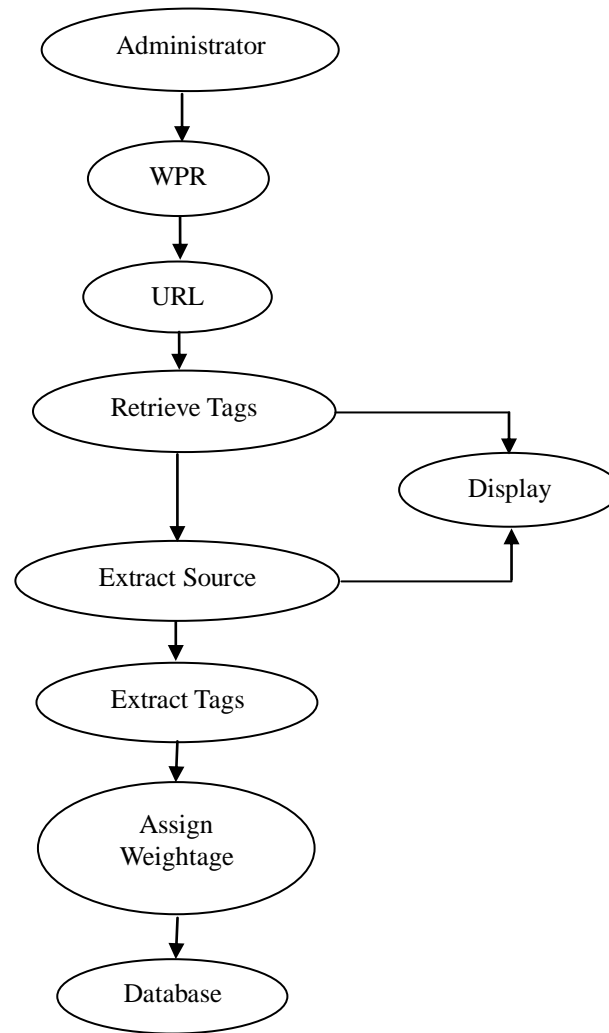 Administrator
WPR
URL
Retrieve Tags
Display
Extract Source
Extract Tags
Assign
Weightage
Database